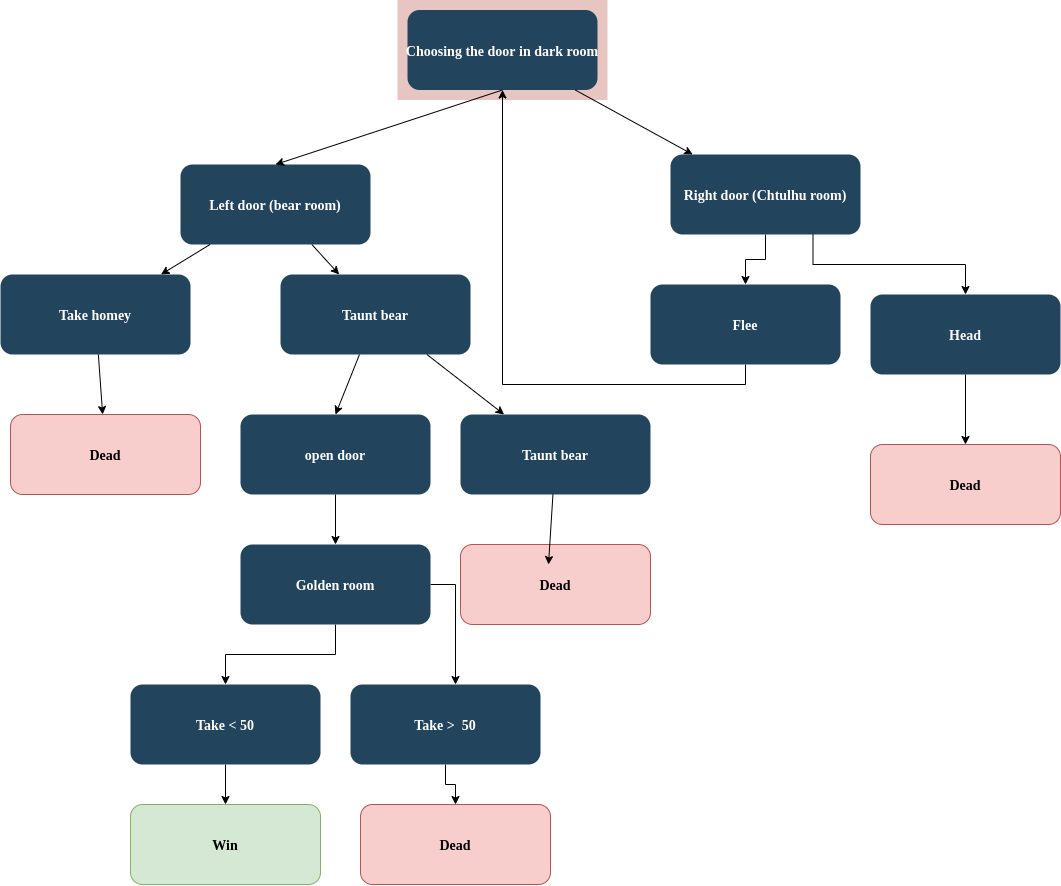 Choosing the door in dark room
Left door (bear room)
Right door (Chtulhu room)
Take homey
Taunt bear
Flee
Head
Dead
open door
Taunt bear
Dead
Golden room
Dead
Take < 50
Take >  50
Win
Dead